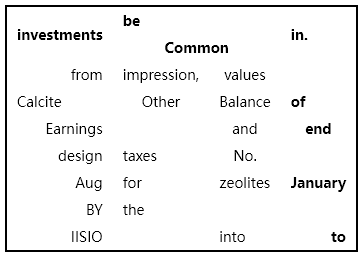 investments be in.
Common
from impression, values
Calcite Other Balance of
Earnings and end
design taxes No.
Aug for zeolites January
BY the
IISIO into to